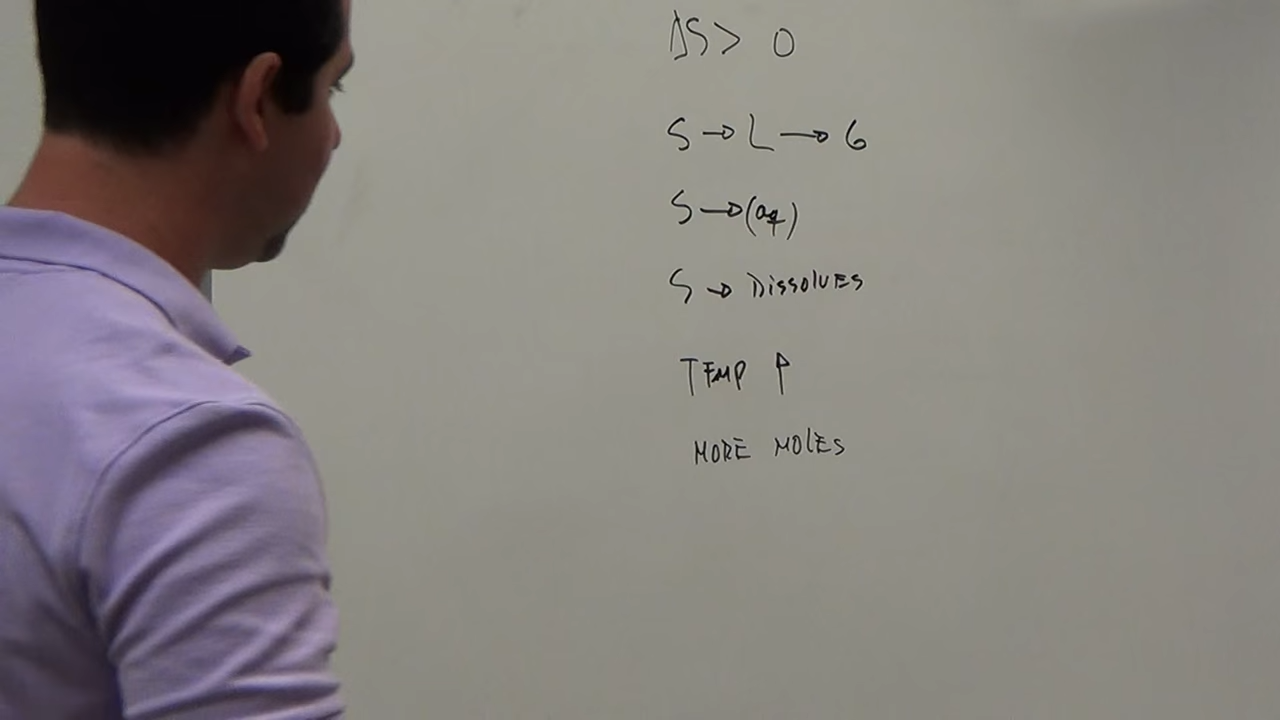 ΔS > 0
S → L → G
S → (aq)
S → DISSOLVES
TEMP ↑
MORE MOLES